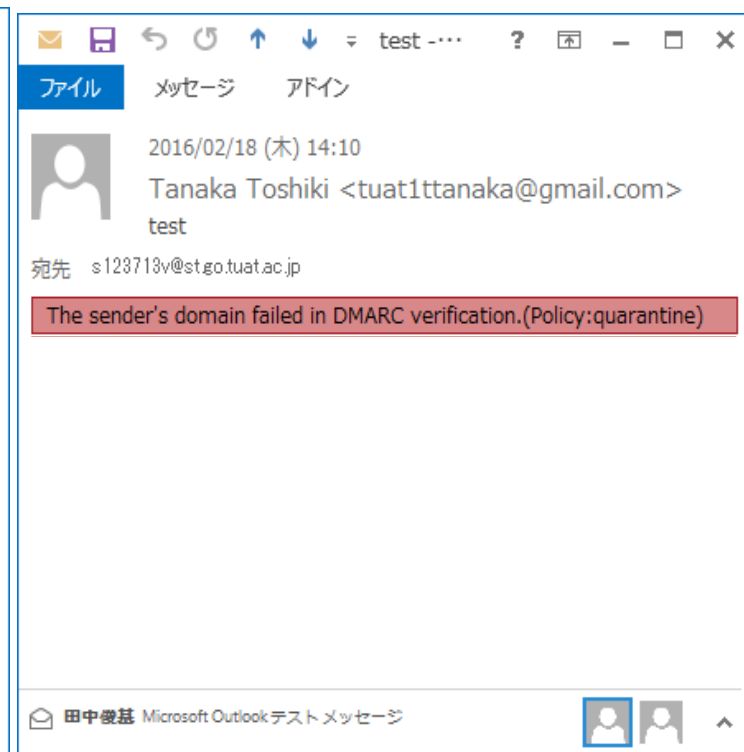 test -…
?
ファイル メッセージ アドイン
2016/02/18 (木) 14:10
Tanaka Toshiki <tuat1ttanaka@gmail.com>
test
宛先 s123713v@st.go.tuat.ac.jp
The sender's domain failed in DMARC verification.(Policy:quarantine)
田中俊基 Microsoft Outlook テスト メッセージ